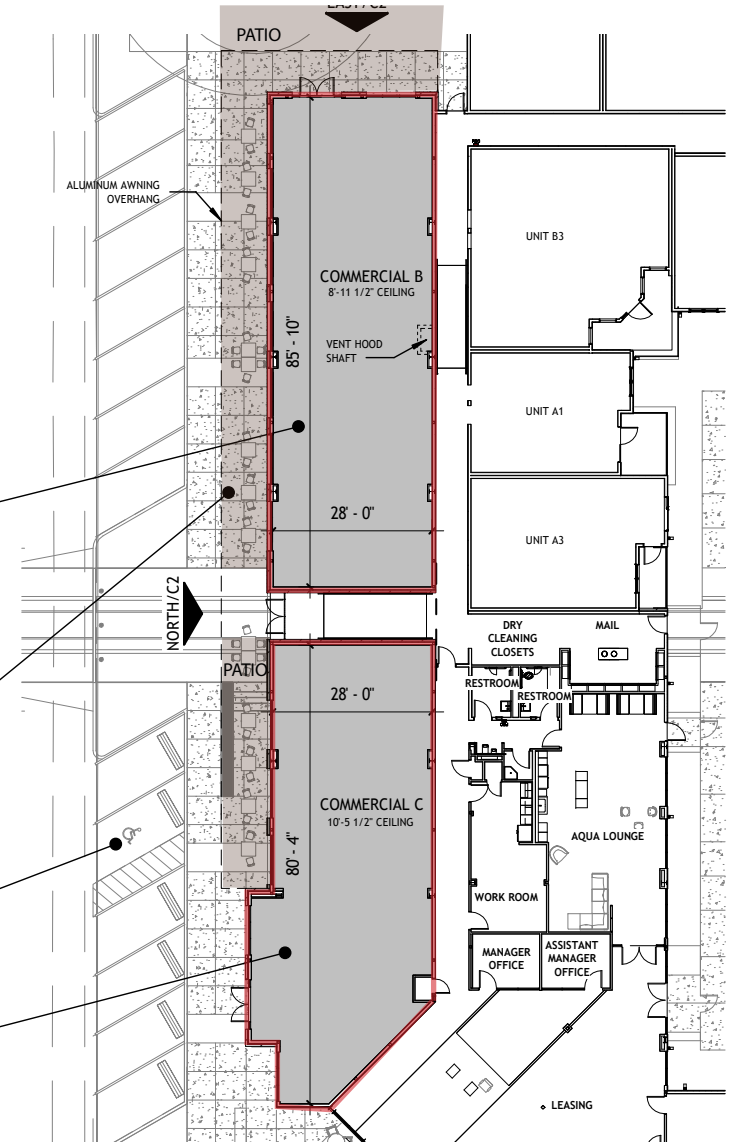 EAST/C2
PATIO
ALUMINUM AWNING
OVERHANG
UNIT B3
COMMERCIAL B
8'-11 1/2" CEILING
85' - 10"
VENT HOOD
SHAFT
UNIT A1
28' - 0"
UNIT A3
NORTH/C2
DRY
CLEANING
CLOSETS
MAIL
PATIO
RESTROOM
RESTROOM
28' - 0"
COMMERCIAL C
10'-5 1/2" CEILING
80' - 4"
AQUA LOUNGE
WORK ROOM
MANAGER
OFFICE
ASSISTANT
MANAGER
OFFICE
LEASING